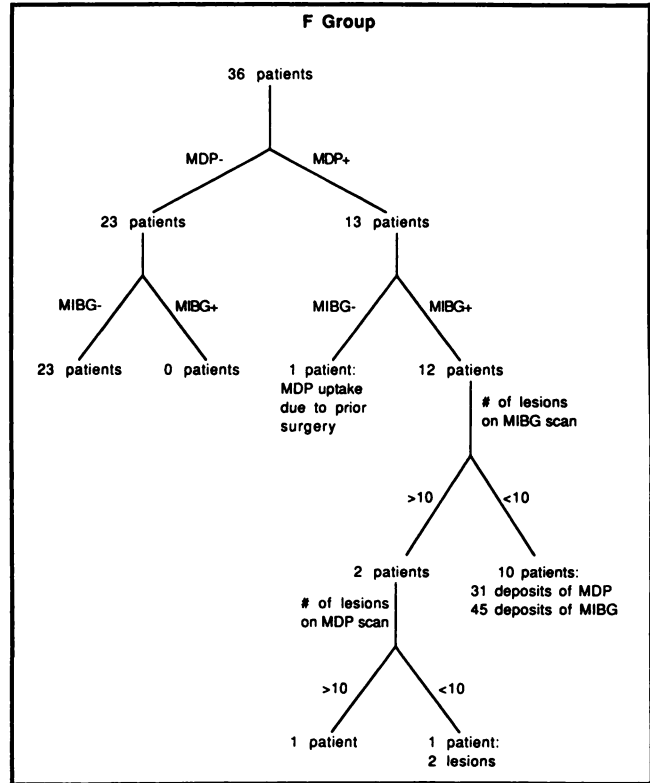 F Group
36 patients
MDP- MDP+
23 patients 13 patients
MIBG- MIBG+ MIBG- MIBG+
23 patients 0 patients 1 patient: 12 patients
MDP uptake
due to prior
surgery
# of lesions
on MIBG scan
>10 <10
2 patients 10 patients:
31 deposits of MDP
45 deposits of MIBG
# of lesions
on MDP scan
>10 <10
1 patient 1 patient:
2 lesions